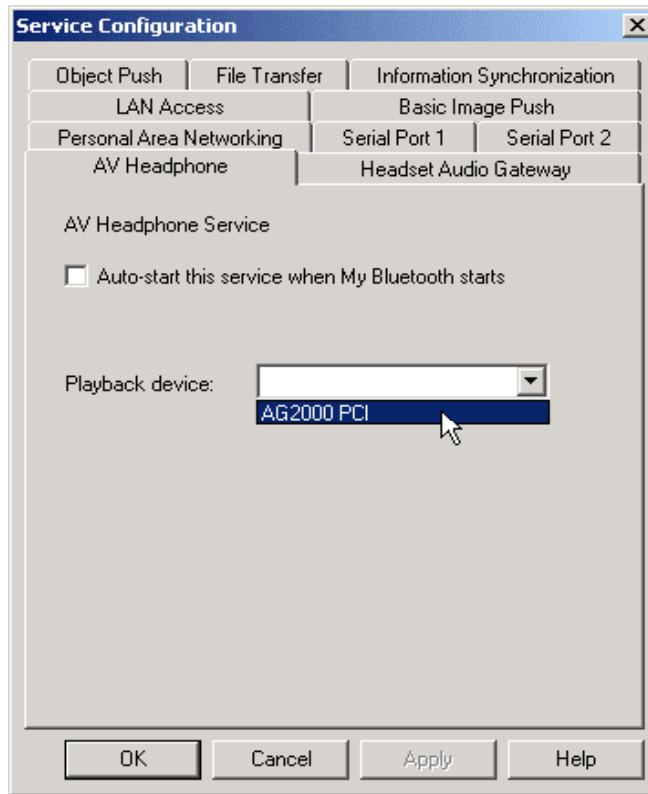 Service Configuration
Object Push File Transfer Information Synchronization
LAN Access Basic Image Push
Personal Area Networking Serial Port 1 Serial Port 2
AV Headphone Headset Audio Gateway
AV Headphone Service
Auto-start this service when My Bluetooth starts
Playback device:
AG2000 PCI
OK Cancel Apply Help